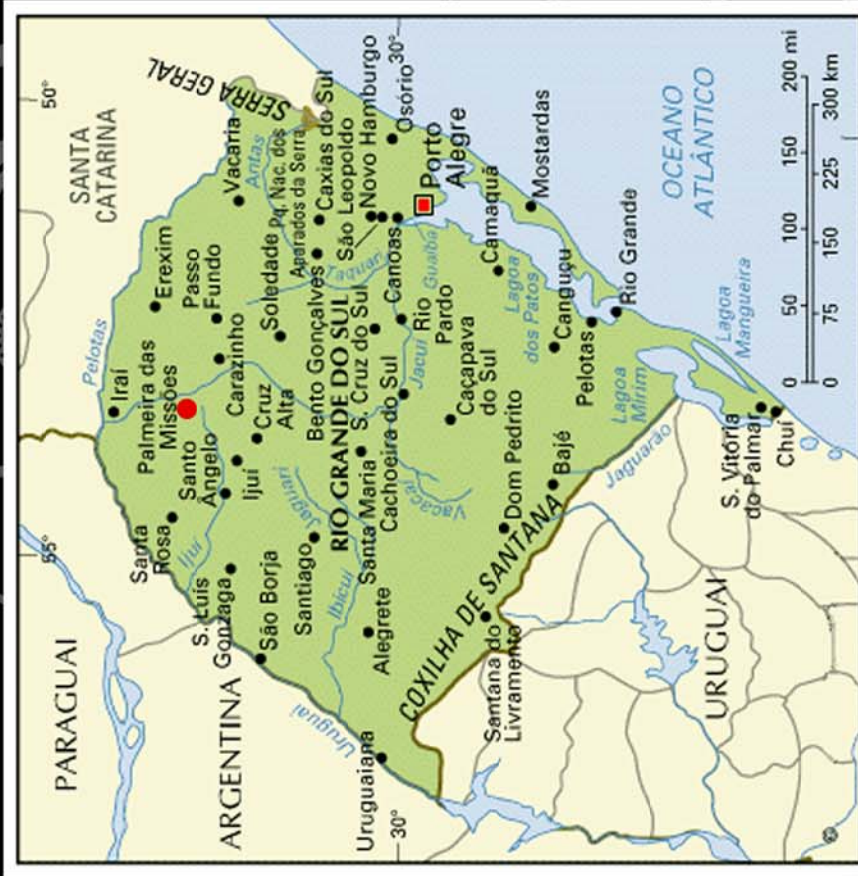 50°
55°
30°
30°
SANTA
CATARINA
PARAGUAI
ARGENTINA
URUGUAI
OCEANO
ATLÂNTICO
RIO GRANDE DO SUL
SERRA GERAL
COXILHA DE SANTANA
Pelotas
Iraí
Erexim
Palmeira das
Missões
Passo
Fundo
Vacaria
Antas
Pq. Nac. dos
Aparados da Serra
Carazinho
Santo
Ângelo
Santa
Rosa
Ijuí
Ijuí
Cruz
Alta
Soledade
Bento Gonçalves
Caxias do Sul
São Leopoldo
Novo Hamburgo
Osório
S. Luís
Gonzaga
São Borja
Santiago
Jaguari
Ibicuí
Taquari
Canoas
Porto
Alegre
Guaíba
S. Cruz do Sul
Santa Maria
Cachoeira do Sul
Rio
Pardo
Jacuí
Vacacaí
Alegrete
Uruguaiana
Uruguai
Caçapava
do Sul
Camaquã
Mostardas
Lagoa
dos Patos
Dom Pedrito
Santana do
Livramento
Bajé
Canguçu
Pelotas
Rio Grande
Lagoa
Mirim
Lagoa
Mangueira
Jaguarão
S. Vitória
do Palmar
Chuí
0 50 100 150 200 mi
0 75 150 225 300 km
©